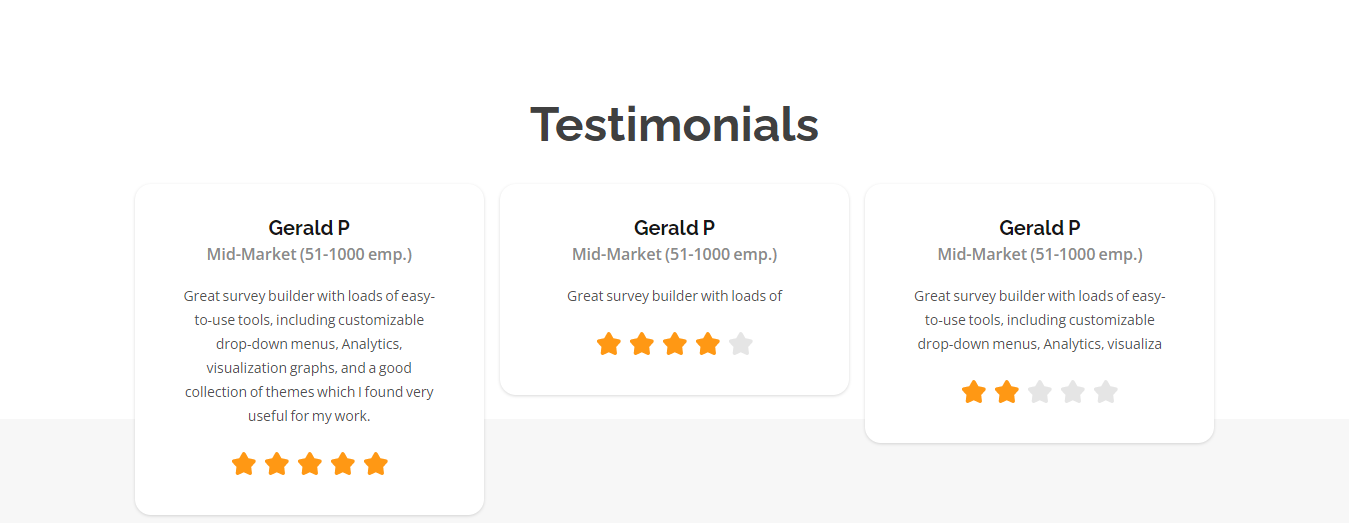 Testimonials
Gerald P
Mid-Market (51-1000 emp.)
Great survey builder with loads of easy-
to-use tools, including customizable
drop-down menus, Analytics,
visualization graphs, and a good
collection of themes which I found very
useful for my work.
Gerald P
Mid-Market (51-1000 emp.)
Great survey builder with loads of
Gerald P
Mid-Market (51-1000 emp.)
Great survey builder with loads of easy-
to-use tools, including customizable
drop-down menus, Analytics, visualiza